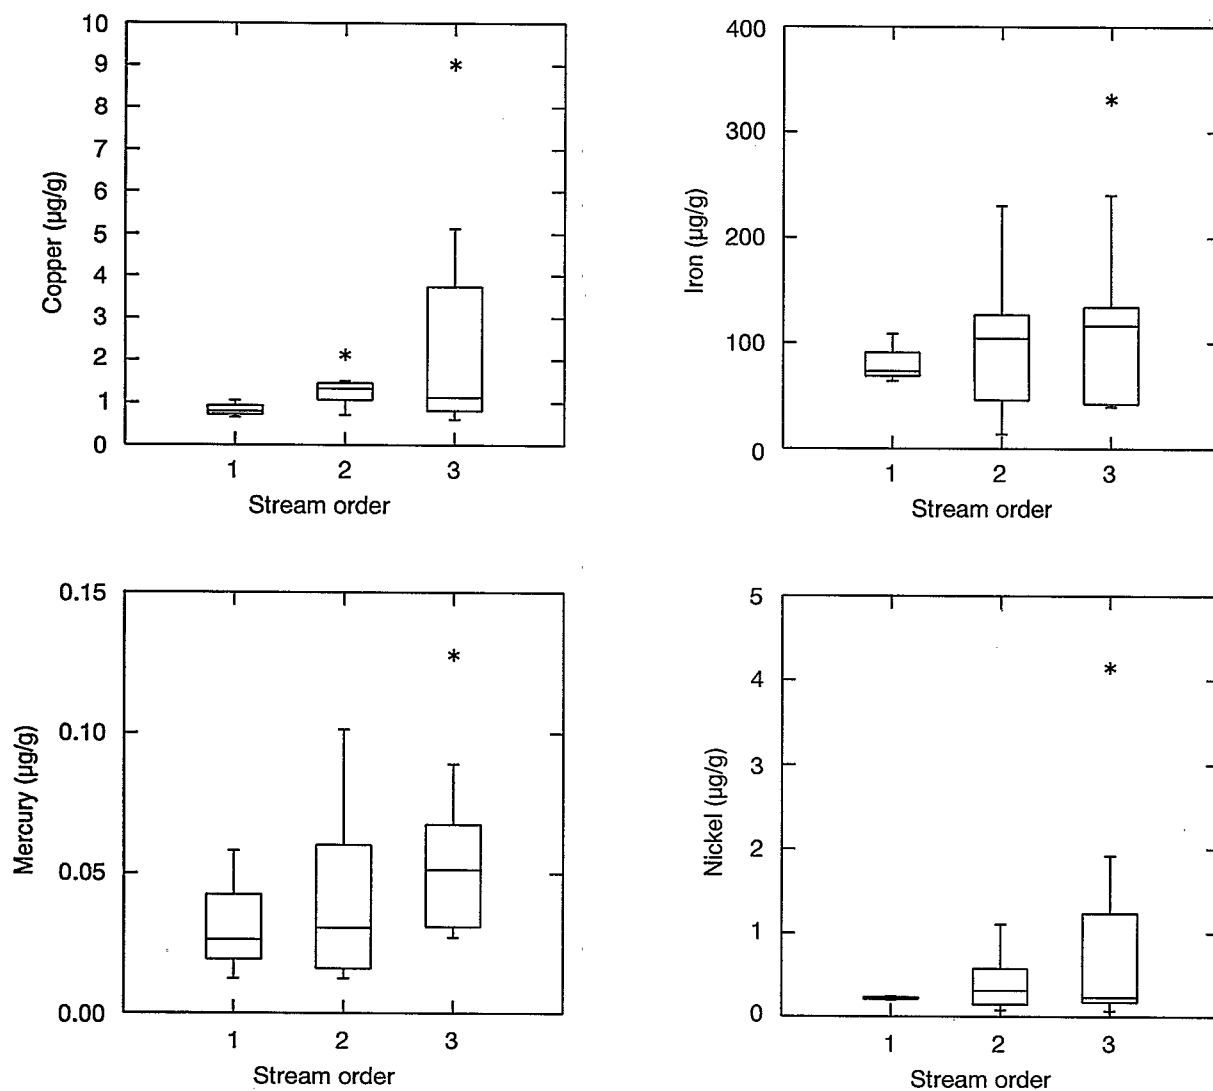 10
9
8
7
6
5
4
3
2
1
0
Copper (µg/g)
*
*
1 2 3
Stream order
400
300
200
100
0
Iron (µg/g)
*
1 2 3
Stream order
0.15
0.10
0.05
0.00
Mercury (µg/g)
*
1 2 3
Stream order
5
4
3
2
1
0
Nickel (µg/g)
*
1 2 3
Stream order